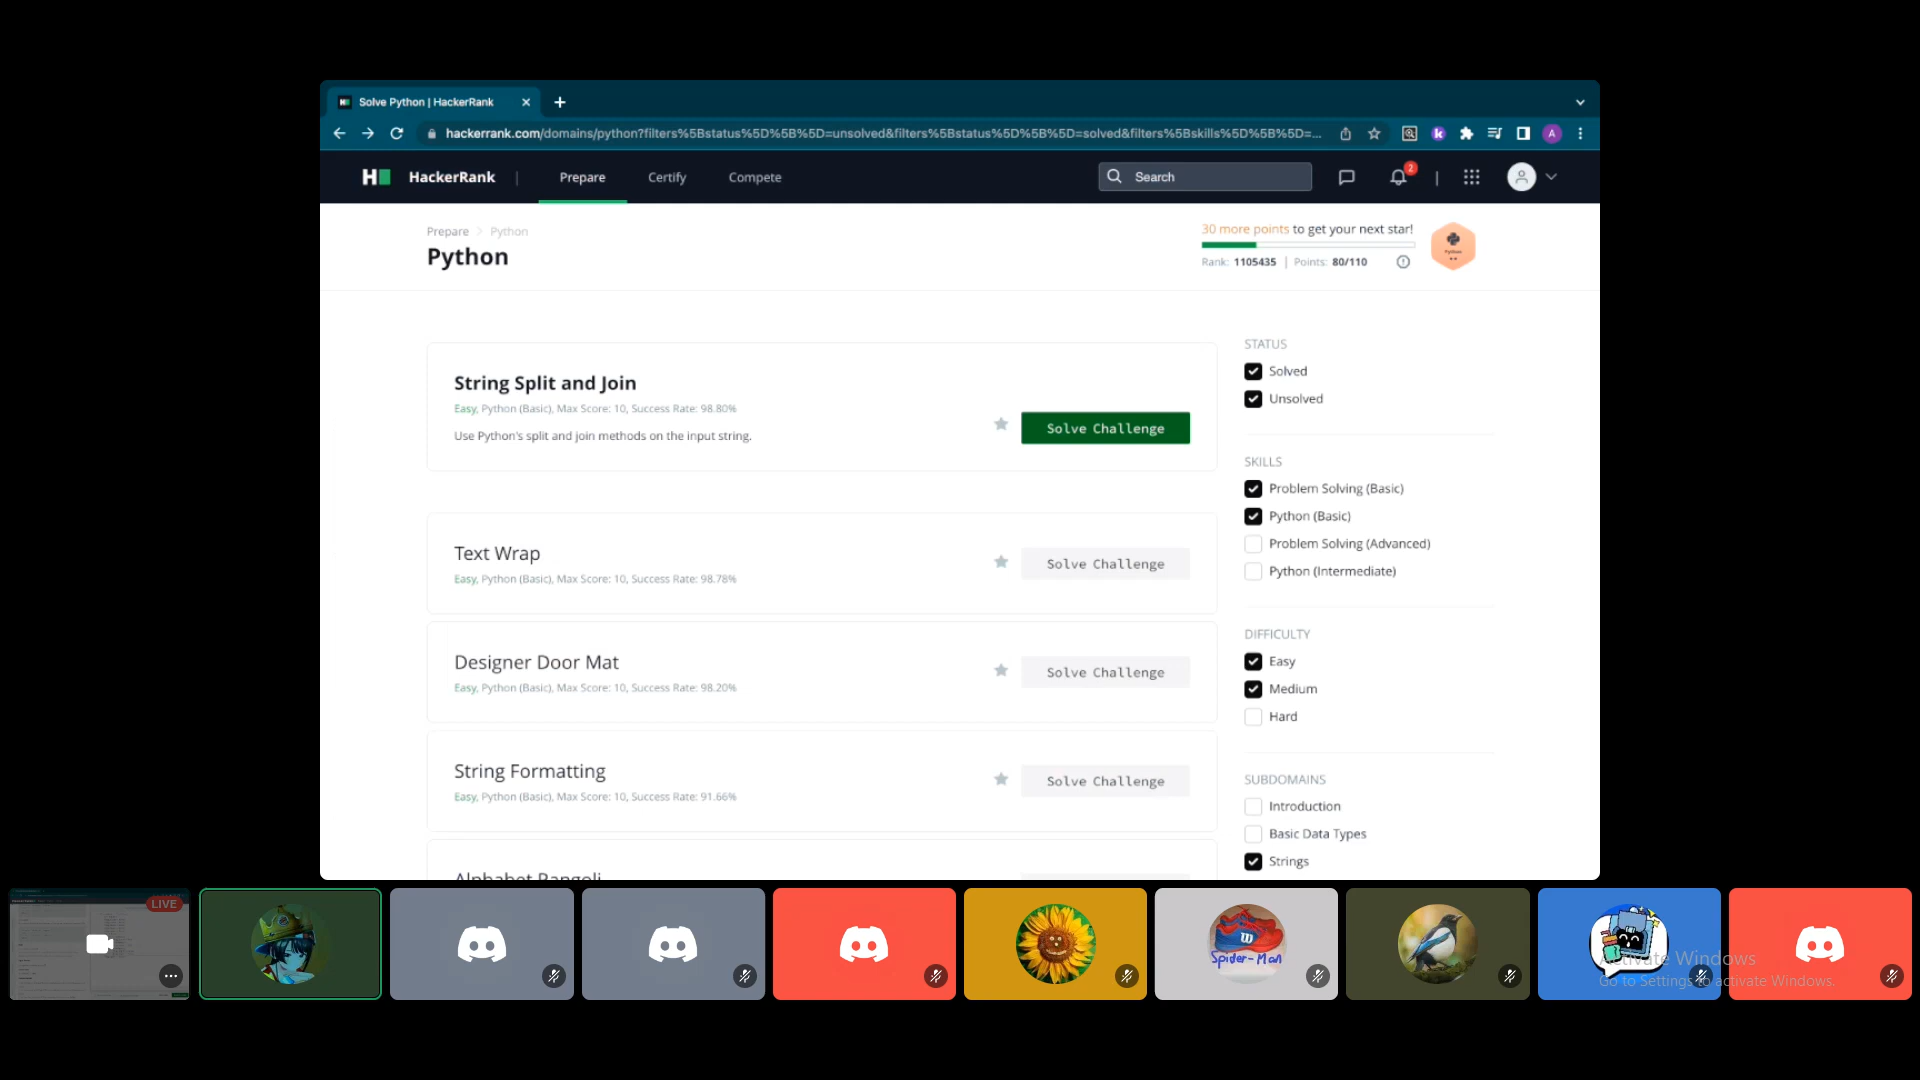 Solve Python | HackerRank
hackerrank.com/domains/python?filters%5Bstatus%5D%5B%5D=unsolved&filters%5Bstatus%5D%5B%5D=solved&filters%5Bskills%5D%5B%5D=...
A
HackerRank | Prepare Certify Compete
Search
2
Prepare > Python
Python
30 more points to get your next star!
Rank: 1105435 | Points: 80/110
Python
String Split and Join
Easy, Python (Basic), Max Score: 10, Success Rate: 98.80%
Use Python's split and join methods on the input string.
Solve Challenge
Text Wrap
Easy, Python (Basic), Max Score: 10, Success Rate: 98.78%
Solve Challenge
Designer Door Mat
Easy, Python (Basic), Max Score: 10, Success Rate: 98.20%
Solve Challenge
String Formatting
Easy, Python (Basic), Max Score: 10, Success Rate: 91.66%
Solve Challenge
Alphabet Rangoli
STATUS
Solved
Unsolved
SKILLS
Problem Solving (Basic)
Python (Basic)
Problem Solving (Advanced)
Python (Intermediate)
DIFFICULTY
Easy
Medium
Hard
SUBDOMAINS
Introduction
Basic Data Types
Strings
LIVE
W
Spider-Man
Activate Windows
Go to Settings to activate Windows.